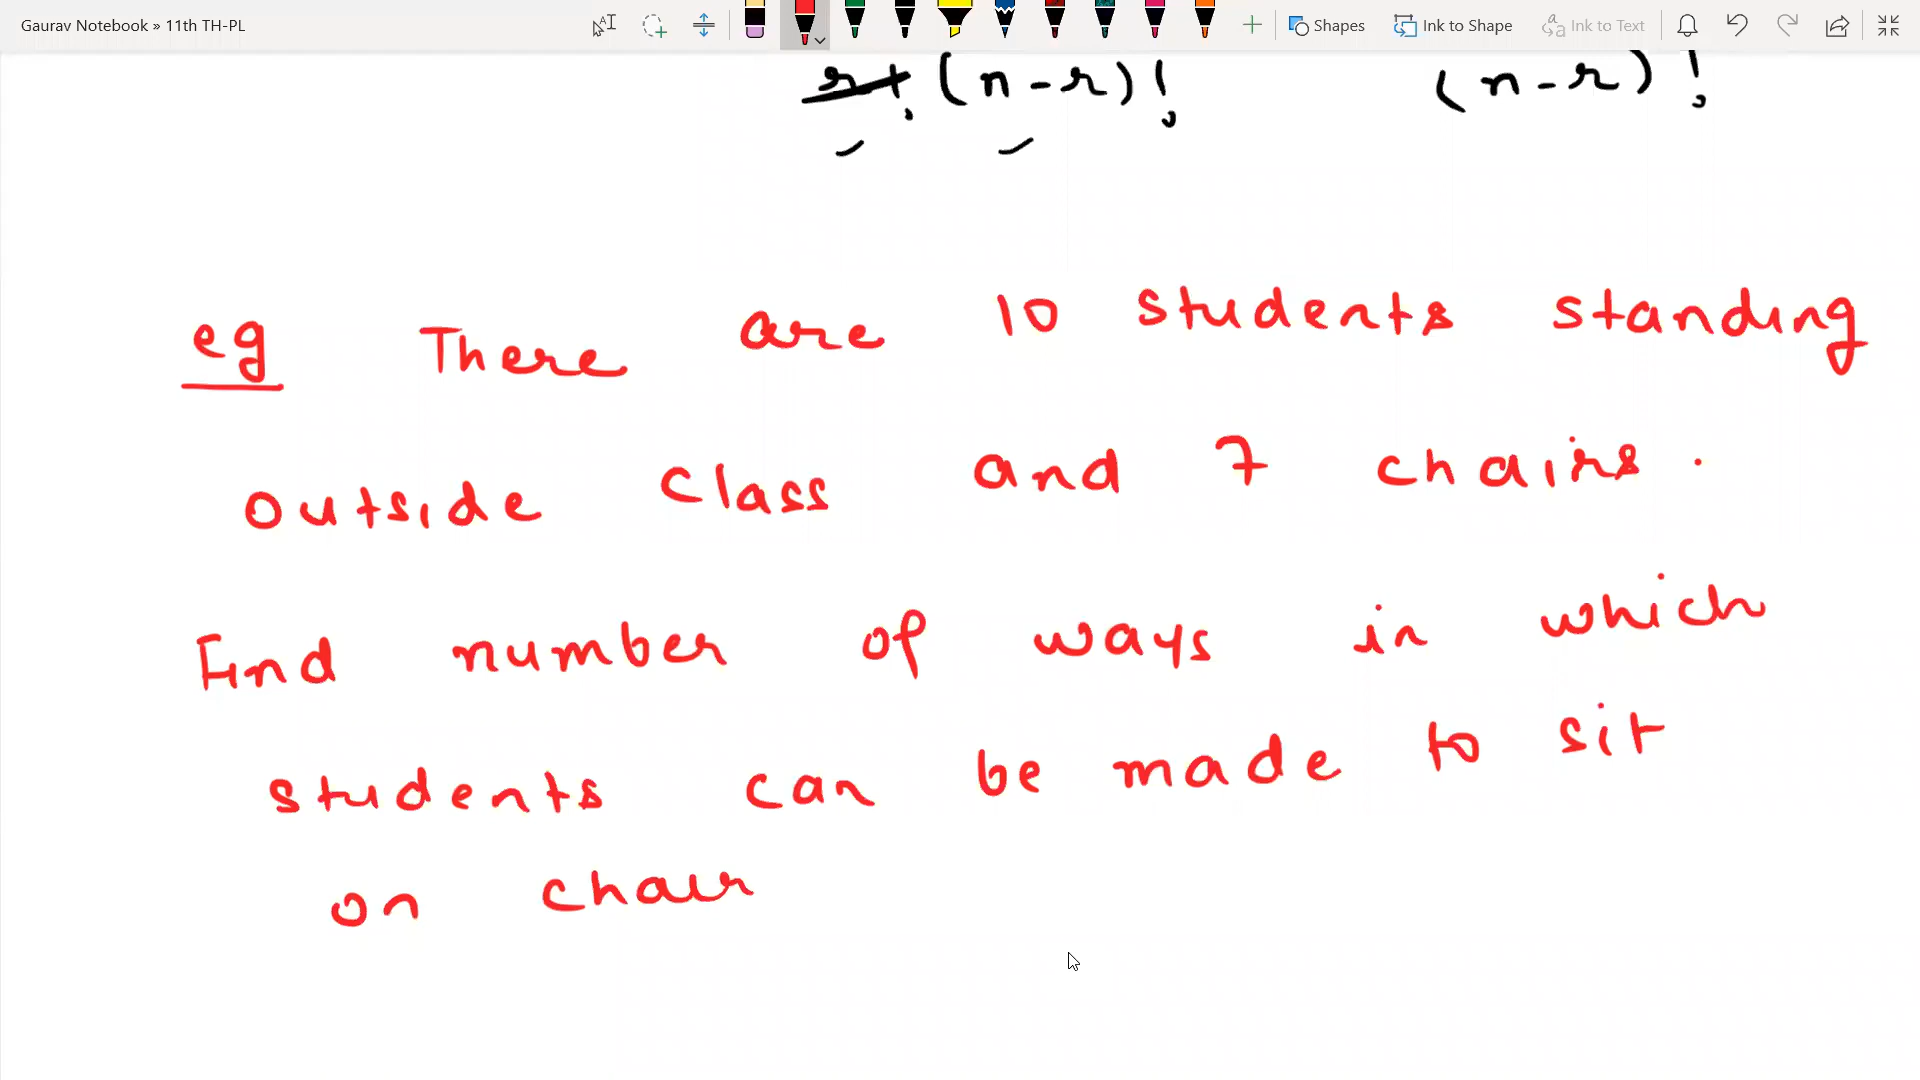 Gaurav Notebook » 11th TH-PL
Shapes
Ink to Shape
Ink to Text
r! (n-r)! (n-r)!
eg There are 10 students standing
outside class and 7 chairs.
Find number of ways in which
students can be made to sit
on chair